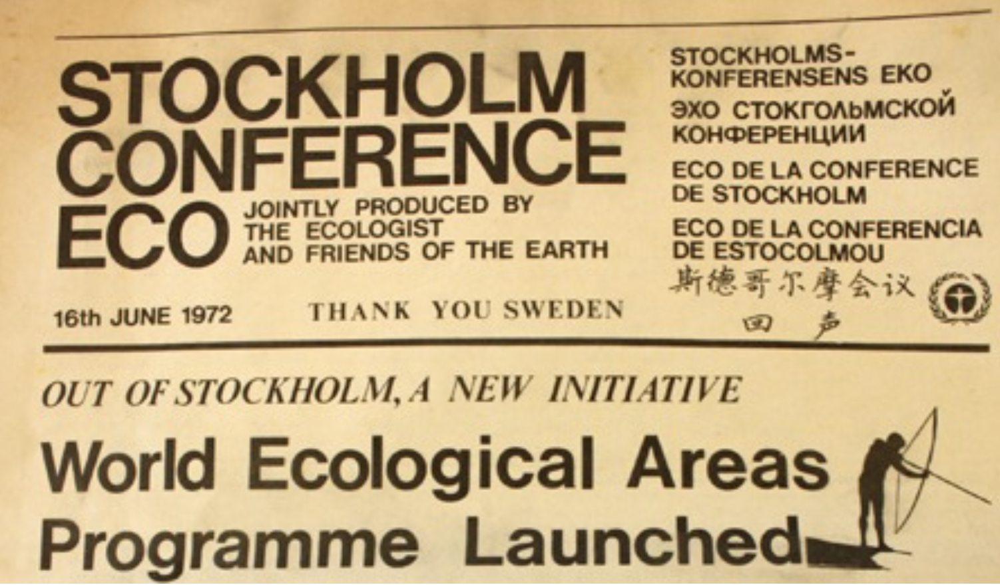 STOCKHOLM
CONFERENCE
ECO
JOINTLY PRODUCED BY
THE ECOLOGIST
AND FRIENDS OF THE EARTH
16th JUNE 1972
THANK YOU SWEDEN
STOCKHOLMS-
KONFERENSENS EKO
ЭХО СТОКГОЛЬМСКОЙ
КОНФЕРЕНЦИИ
ECO DE LA CONFERENCE
DE STOCKHOLM
ECO DE LA CONFERENCIA
DE ESTOCOLMOU
斯德哥尔摩会议
回声
OUT OF STOCKHOLM, A NEW INITIATIVE
World Ecological Areas
Programme Launched